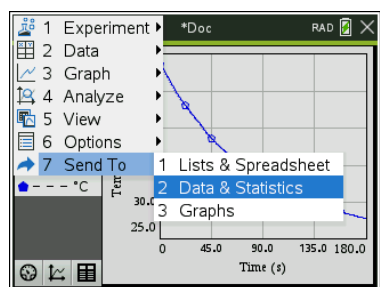 1 Experiment
*Doc
RAD
2 Data
3 Graph
4 Analyze
5 View
6 Options
7 Send To
1 Lists & Spreadsheet
2 Data & Statistics
3 Graphs
- - - °C
30.0
25.0
0 45.0 90.0 135.0 180.0
Time (s)